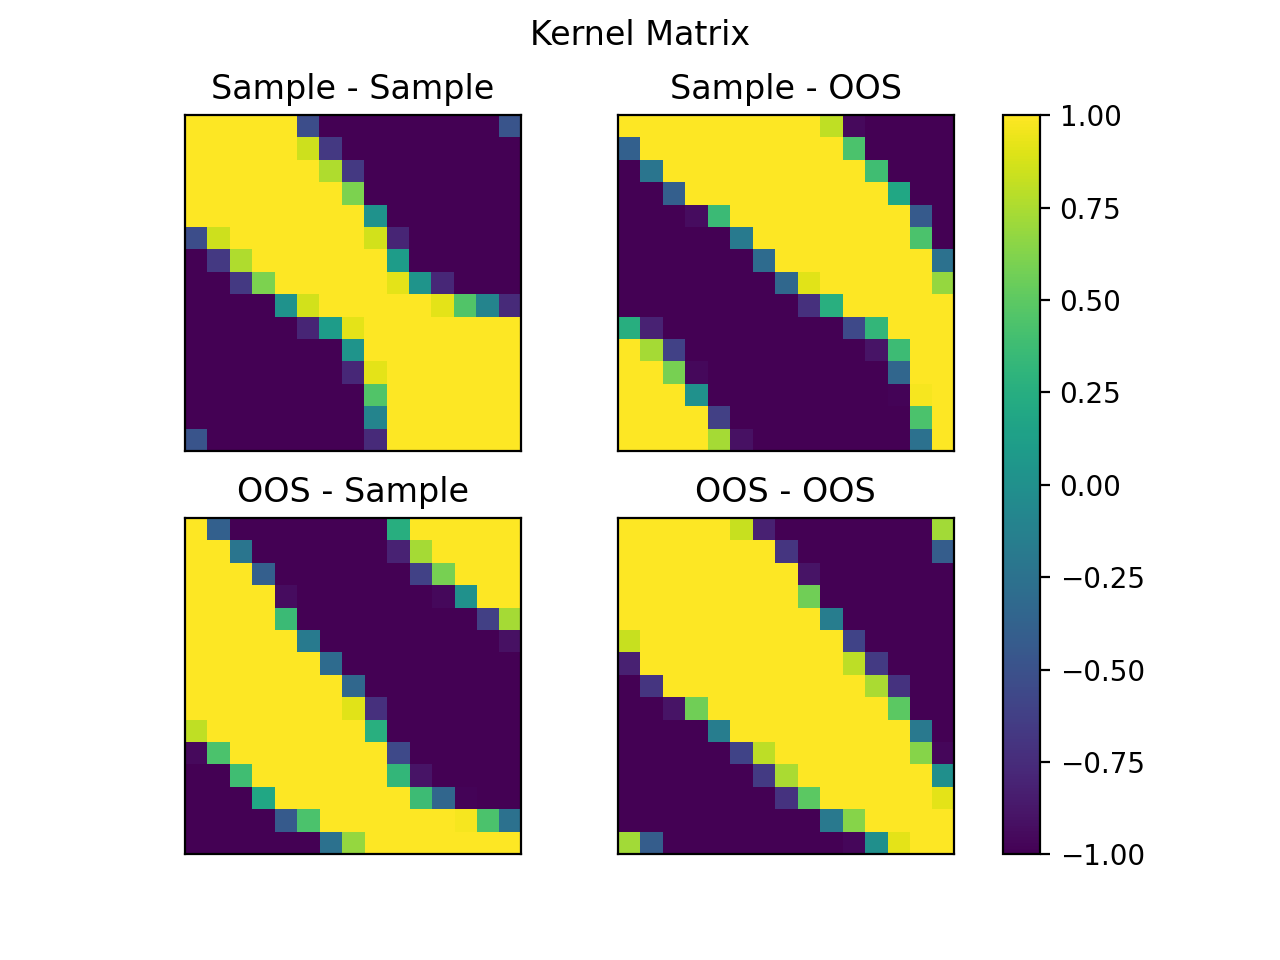 Kernel Matrix
Sample - Sample
Sample - OOS
OOS - Sample
OOS - OOS
1.00
0.75
0.50
0.25
0.00
−0.25
−0.50
−0.75
−1.00